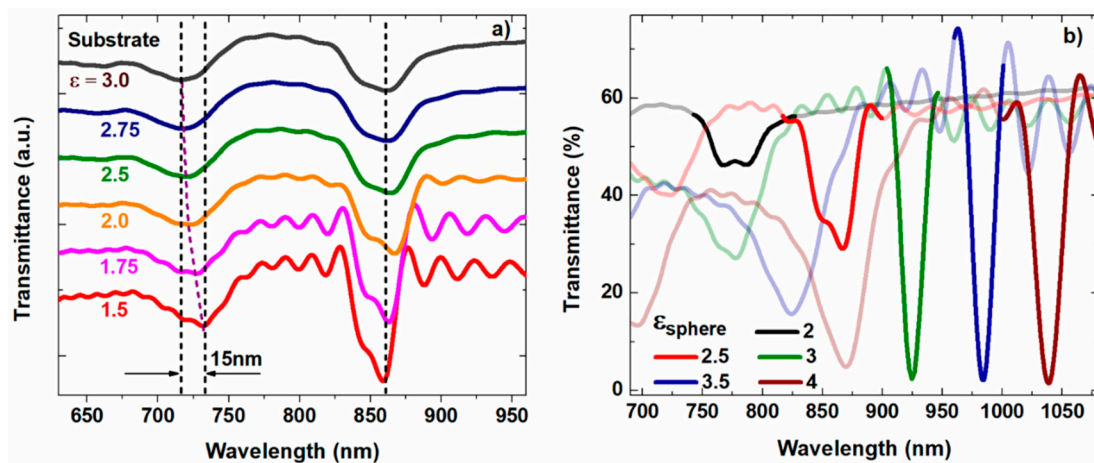 Substrate
a)
ε = 3.0
2.75
2.5
2.0
1.75
1.5
15nm
Transmittance (a.u.)
650 700 750 800 850 900 950
Wavelength (nm)
b)
Transmittance (%)
60
40
20
0
εsphere
2
2.5
3
3.5
4
700 750 800 850 900 950 1000 1050
Wavelength (nm)